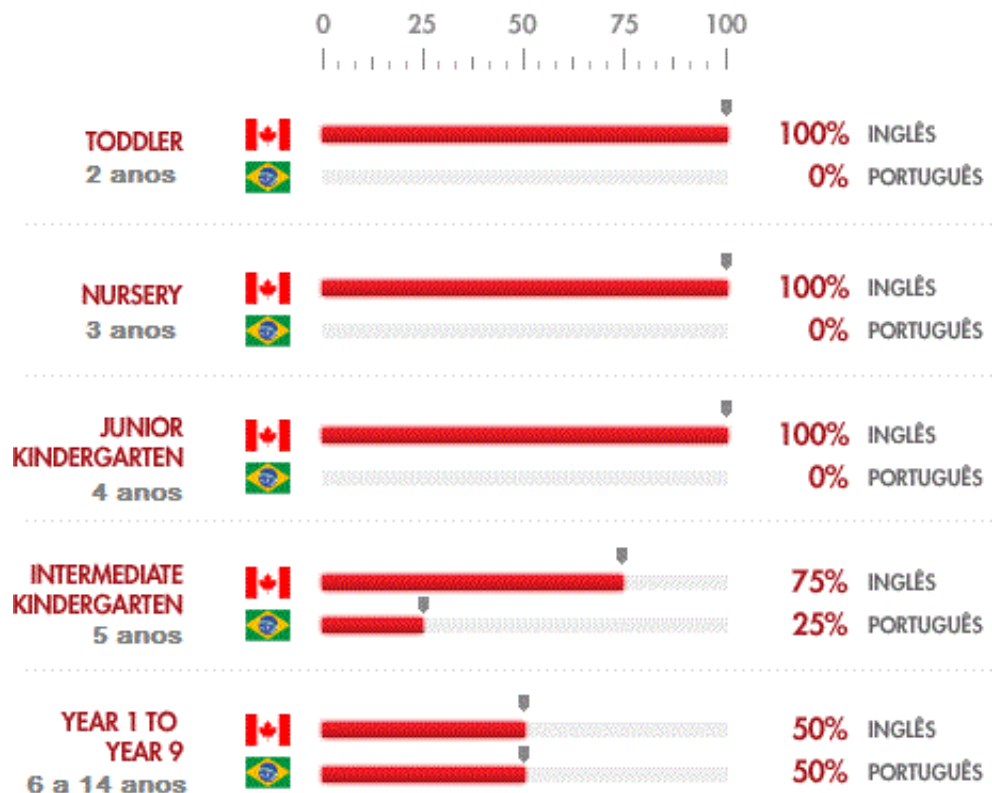 0 25 50 75 100
TODDLER
2 anos
100% INGLÊS
0% PORTUGUÊS
NURSERY
3 anos
100% INGLÊS
0% PORTUGUÊS
JUNIOR
KINDERGARTEN
4 anos
100% INGLÊS
0% PORTUGUÊS
INTERMEDIATE
KINDERGARTEN
5 anos
75% INGLÊS
25% PORTUGUÊS
YEAR 1 TO
YEAR 9
6 a 14 anos
50% INGLÊS
50% PORTUGUÊS